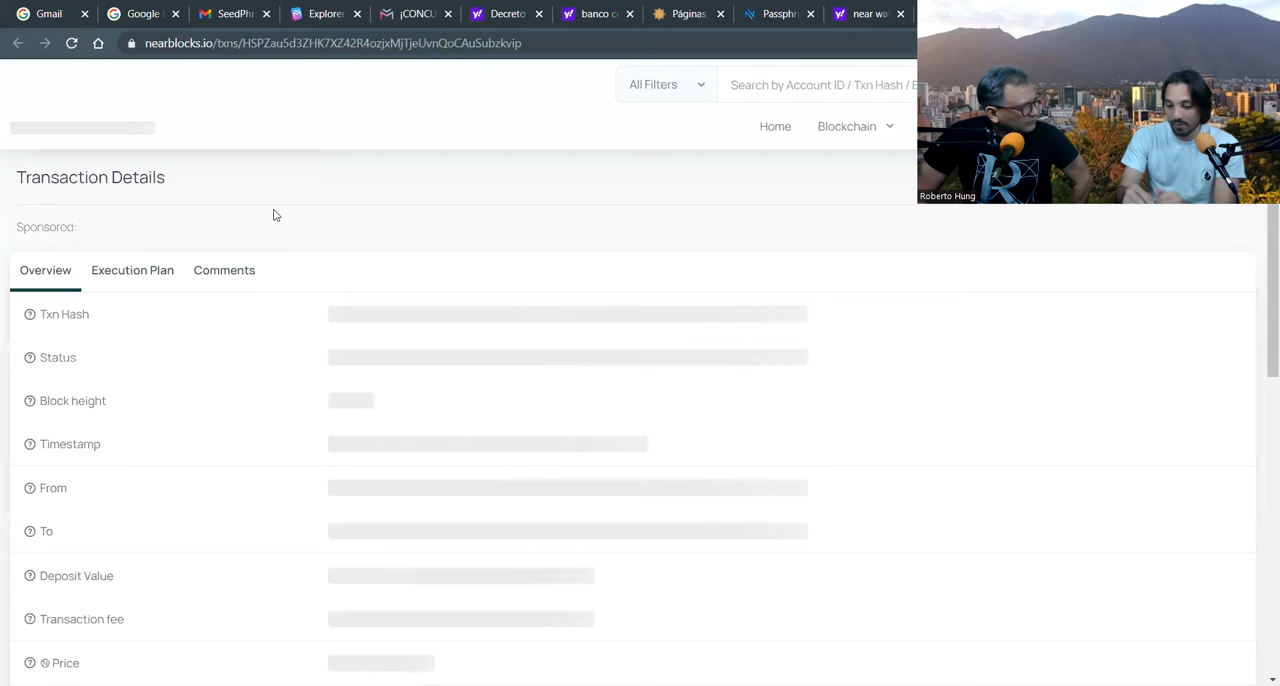 Gmail
Google
SeedPhr
Explorer
¡CONCU
Decreto
banco c
Páginas
Passphr
near wa
nearblocks.io/txns/HSPZau5d3ZHK7XZ42R4ozjxMjTjeUvnQoCAuSubzkvip
All Filters
Search by Account ID / Txn Hash / B
Home Blockchain
Roberto Hung
Transaction Details
Sponsored:
Overview Execution Plan Comments
Txn Hash
Status
Block height
Timestamp
From
To
Deposit Value
Transaction fee
Price